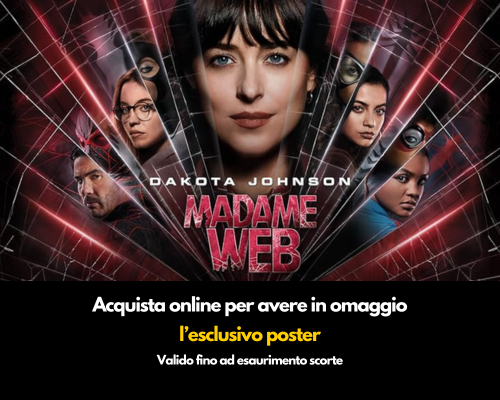 DAKOTA JOHNSON
MADAME
WEB
Acquista online per avere in omaggio
l'esclusivo poster
Valido fino ad esaurimento scorte